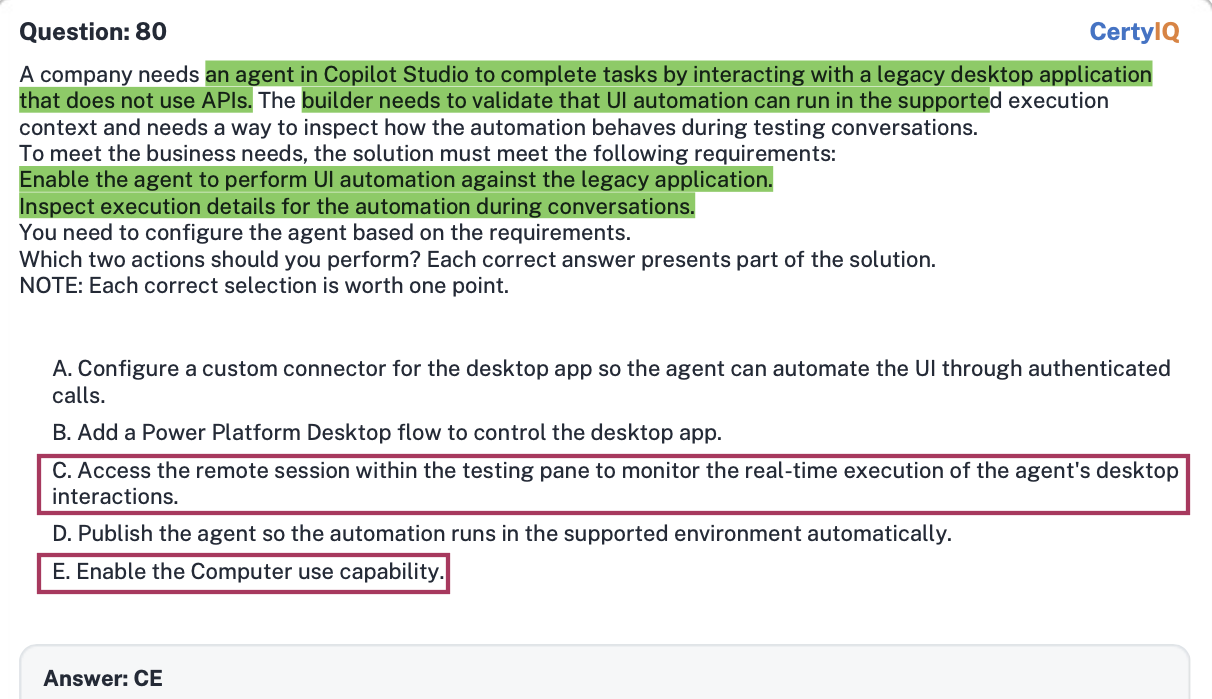 Question: 80
CertyIQ
A company needs an agent in Copilot Studio to complete tasks by interacting with a legacy desktop application
that does not use APIs. The builder needs to validate that UI automation can run in the supported execution
context and needs a way to inspect how the automation behaves during testing conversations.
To meet the business needs, the solution must meet the following requirements:
Enable the agent to perform UI automation against the legacy application.
Inspect execution details for the automation during conversations.
You need to configure the agent based on the requirements.
Which two actions should you perform? Each correct answer presents part of the solution.
NOTE: Each correct selection is worth one point.
A. Configure a custom connector for the desktop app so the agent can automate the UI through authenticated
calls.
B. Add a Power Platform Desktop flow to control the desktop app.
C. Access the remote session within the testing pane to monitor the real-time execution of the agent's desktop
interactions.
D. Publish the agent so the automation runs in the supported environment automatically.
E. Enable the Computer use capability.
Answer: CE